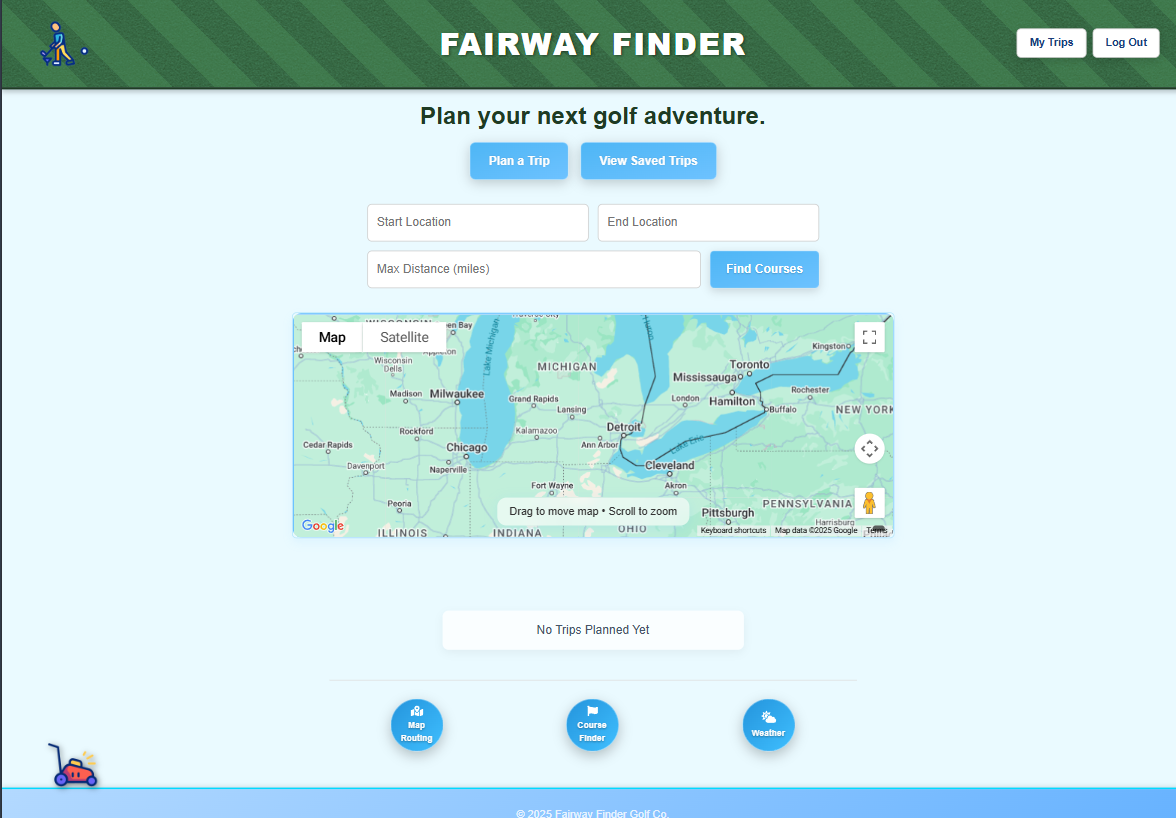 FAIRWAY FINDER
My Trips
Log Out
Plan your next golf adventure.
Plan a Trip
View Saved Trips
Start Location
End Location
Max Distance (miles)
Find Courses
Map
Satellite
Kingston
Wisconsin
Dells
MICHIGAN
Toronto
Mississauga
Madison
Milwaukee
Lake Michigan
Grand Rapids
London
Hamilton
Rochester
Lansing
Buffalo
NEW YORK
Rockford
Kalamazoo
Detroit
Cedar Rapids
Chicago
Ann Arbor
Lake Erie
Davenport
Naperville
Cleveland
Fort Wayne
Akron
Peoria
Drag to move map • Scroll to zoom
PENNSYLVANIA
Pittsburgh
Harrisburg
Google
ILLINOIS
INDIANA
OHIO
Keyboard shortcuts
Map data ©2025 Google
Terms
No Trips Planned Yet
Map
Routing
Course
Finder
Weather
© 2025 Fairway Finder Golf Co.